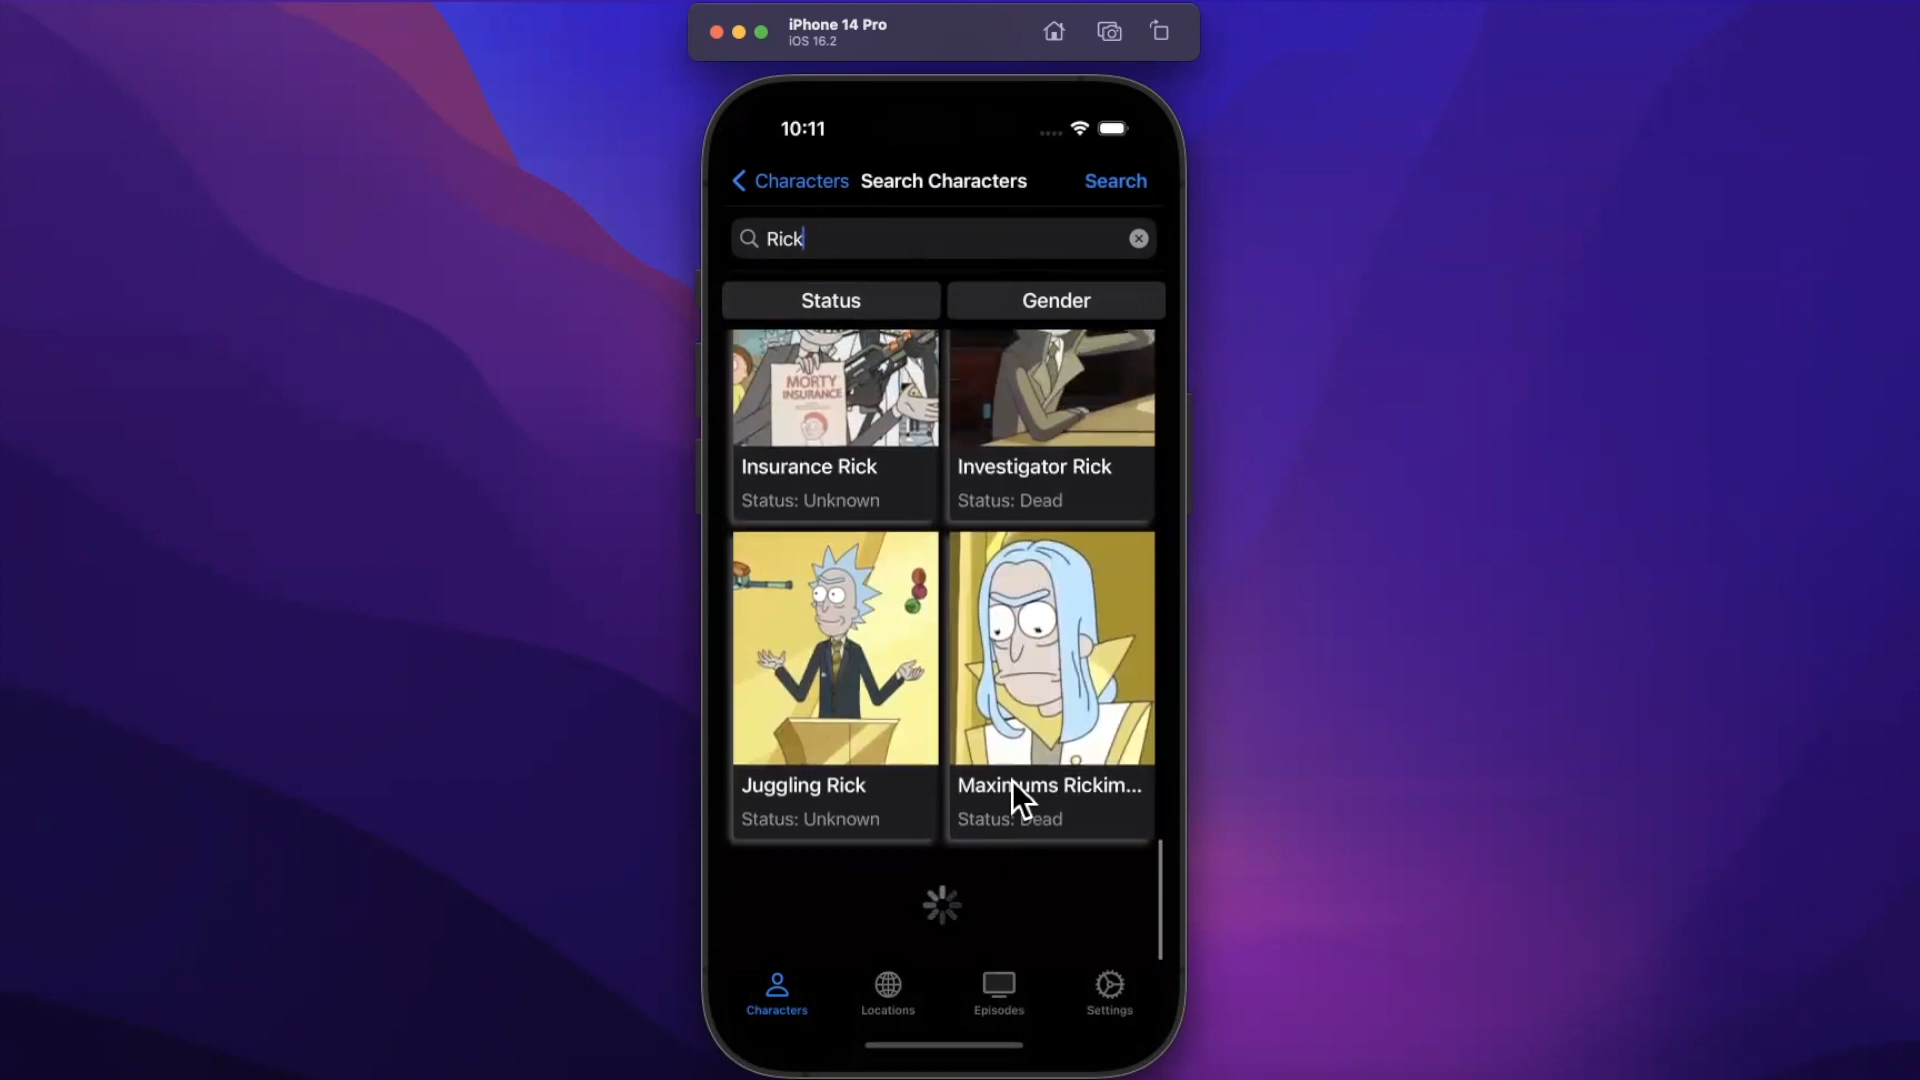 iPhone 14 Pro
iOS 16.2
10:11
Characters Search Characters Search
Rick
Status Gender
MORTY
INSURANCE
Insurance Rick Investigator Rick
Status: Unknown Status: Dead
Juggling Rick Maximums Rickim...
Status: Unknown Status: Dead
Characters Locations Episodes Settings